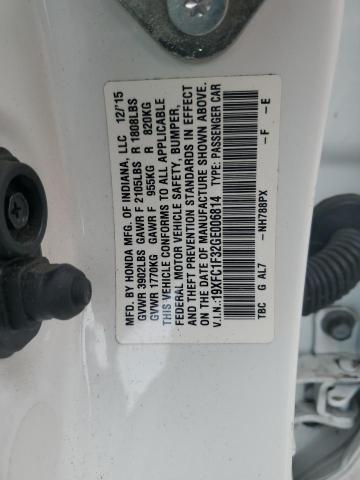 MFD. BY HONDA MFG. OF INDIANA, LLC 12/'15
GVWR 3902LBS GAWR F 2105LBS R 1808LBS
GVWR 1770KG GAWR F 955KG R 820KG
THIS VEHICLE CONFORMS TO ALL APPLICABLE
FEDERAL MOTOR VEHICLE SAFETY, BUMPER,
AND THEFT PREVENTION STANDARDS IN EFFECT
ON THE DATE OF MANUFACTURE SHOWN ABOVE.
V.I.N.:19XFC1F32GE006814 TYPE: PASSENGER CAR
TBC G AL7 -NH788PX -F -E